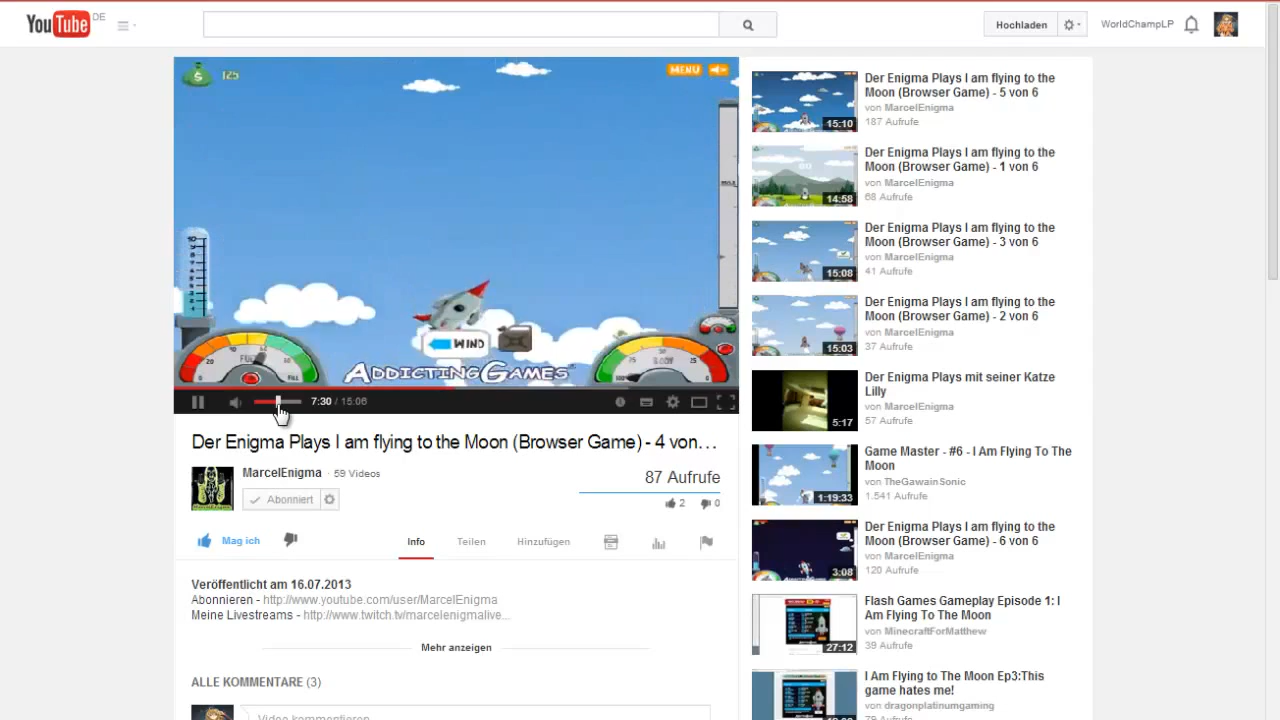 YouTube DE
Hochladen
WorldChampLP
125
MENU
WIND
FUEL
FULL
ADDICTINGGAMES
7:30 / 15:06
Der Enigma Plays I am flying to the Moon (Browser Game) - 4 von...
MarcelEnigma · 59 Videos
Abonniert
87 Aufrufe
2 0
Mag ich
Info Teilen Hinzufügen
Veröffentlicht am 16.07.2013
Abonnieren - http://www.youtube.com/user/MarcelEnigma
Meine Livestreams - http://www.twitch.tv/marcelenigmalive...
Mehr anzeigen
ALLE KOMMENTARE (3)
Video kommentieren
Der Enigma Plays I am flying to the
Moon (Browser Game) - 5 von 6
von MarcelEnigma
187 Aufrufe
15:10
Der Enigma Plays I am flying to the
Moon (Browser Game) - 1 von 6
von MarcelEnigma
68 Aufrufe
14:58
Der Enigma Plays I am flying to the
Moon (Browser Game) - 3 von 6
von MarcelEnigma
41 Aufrufe
15:08
Der Enigma Plays I am flying to the
Moon (Browser Game) - 2 von 6
von MarcelEnigma
37 Aufrufe
15:03
Der Enigma Plays mit seiner Katze
Lilly
von MarcelEnigma
57 Aufrufe
5:17
Game Master - #6 - I Am Flying To The
Moon
von TheGawainSonic
1.541 Aufrufe
1:19:33
Der Enigma Plays I am flying to the
Moon (Browser Game) - 6 von 6
von MarcelEnigma
120 Aufrufe
3:08
Flash Games Gameplay Episode 1: I
Am Flying To The Moon
von MinecraftForMatthew
39 Aufrufe
27:12
I Am Flying to The Moon Ep3:This
game hates me!
von dragonplatinumgaming
79 Aufrufe